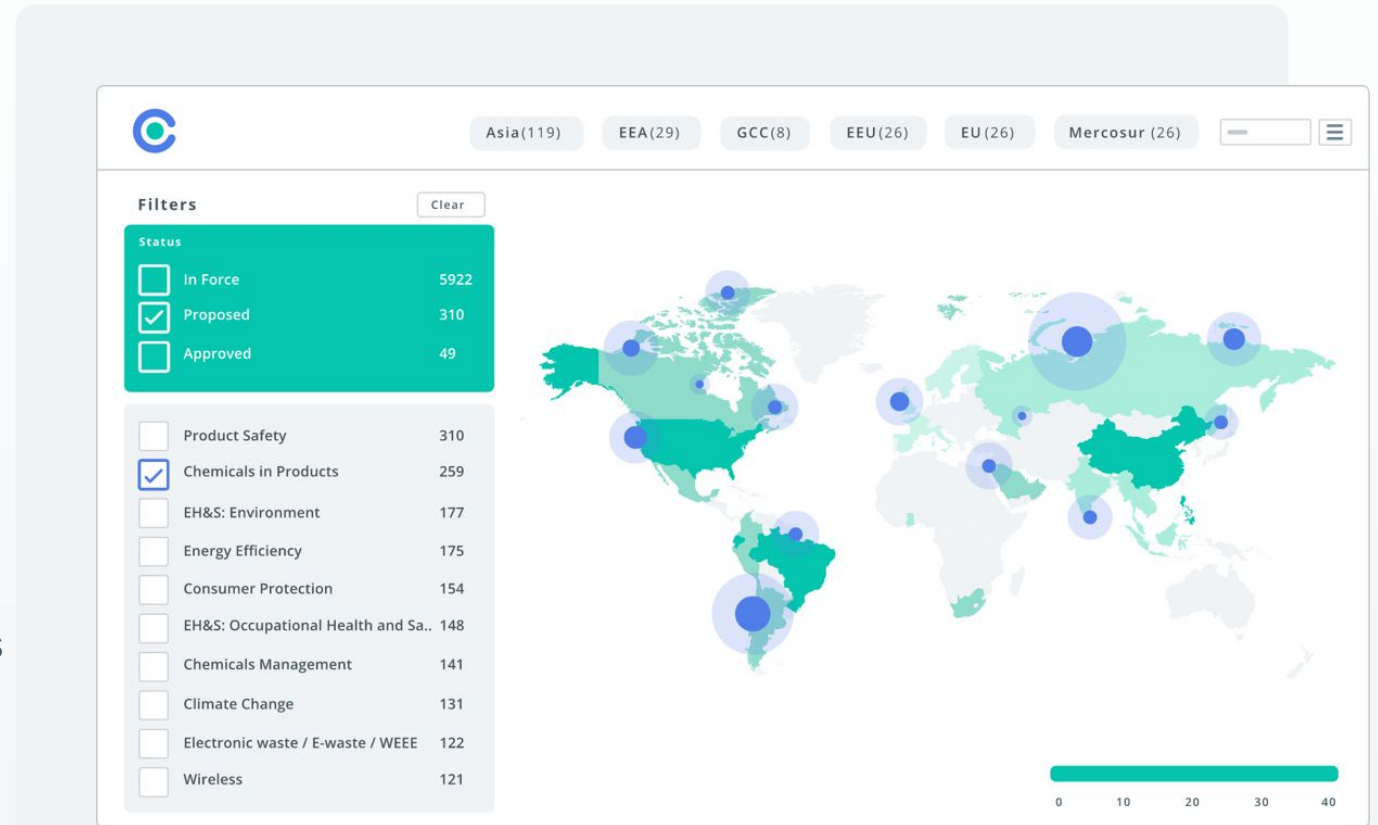 Asia(119) EEA(29) GCC(8) EEU(26) EU(26) Mercosur (26)
Filters Clear
Status
In Force 5922
Proposed 310
Approved 49
Product Safety 310
Chemicals in Products 259
EH&S: Environment 177
Energy Efficiency 175
Consumer Protection 154
EH&S: Occupational Health and Sa.. 148
s
Chemicals Management 141
Climate Change 131
Electronic waste / E-waste / WEEE 122
Wireless 121
0 10 20 30 40